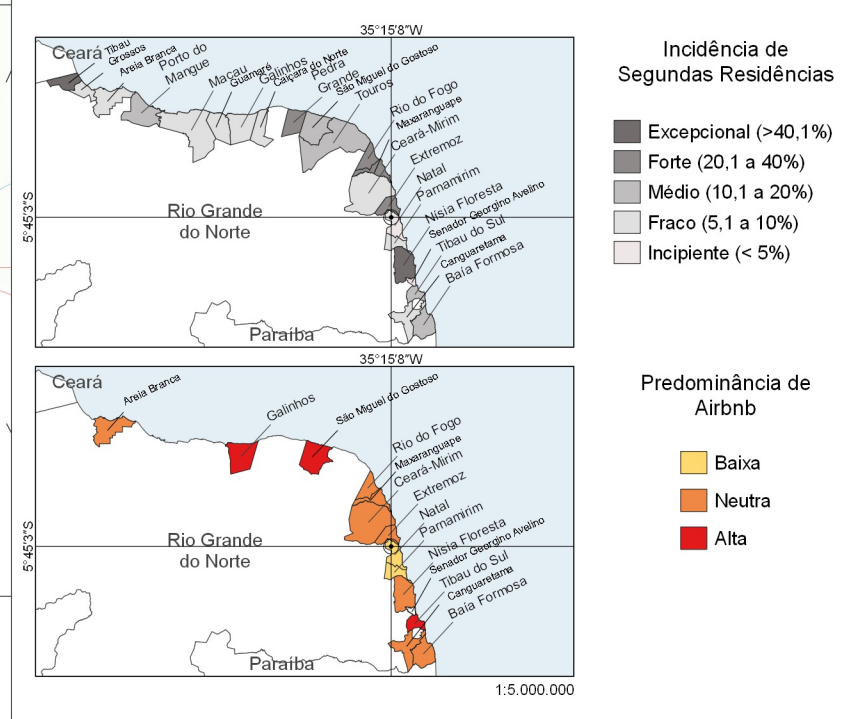 35°15'8"W
Ceará
Tibau
Grossos
Areia Branca
Porto do
Mangue
Macau
Guamaré
Galinhos
Caiçara do Norte
Pedra
Grande
São Miguel do Gostoso
Touros
Rio do Fogo
Maxaranguape
Ceará-Mirim
Extremoz
Natal
Parnamirim
Nísia Floresta
Senador Georgino Avelino
Tibau do Sul
Canguaretama
Baía Formosa
5°45'3"S
Rio Grande
do Norte
Paraíba
Incidência de
Segundas Residências
Excepcional (>40,1%)
Forte (20,1 a 40%)
Médio (10,1 a 20%)
Fraco (5,1 a 10%)
Incipiente (< 5%)
35°15'8"W
Ceará
Areia Branca
Galinhos
São Miguel do Gostoso
Rio do Fogo
Maxaranguape
Ceará-Mirim
Extremoz
Natal
Parnamirim
Nísia Floresta
Senador Georgino Avelino
Tibau do Sul
Canguaretama
Baía Formosa
5°45'3"S
Rio Grande
do Norte
Paraíba
Predominância de
Airbnb
Baixa
Neutra
Alta
1:5.000.000